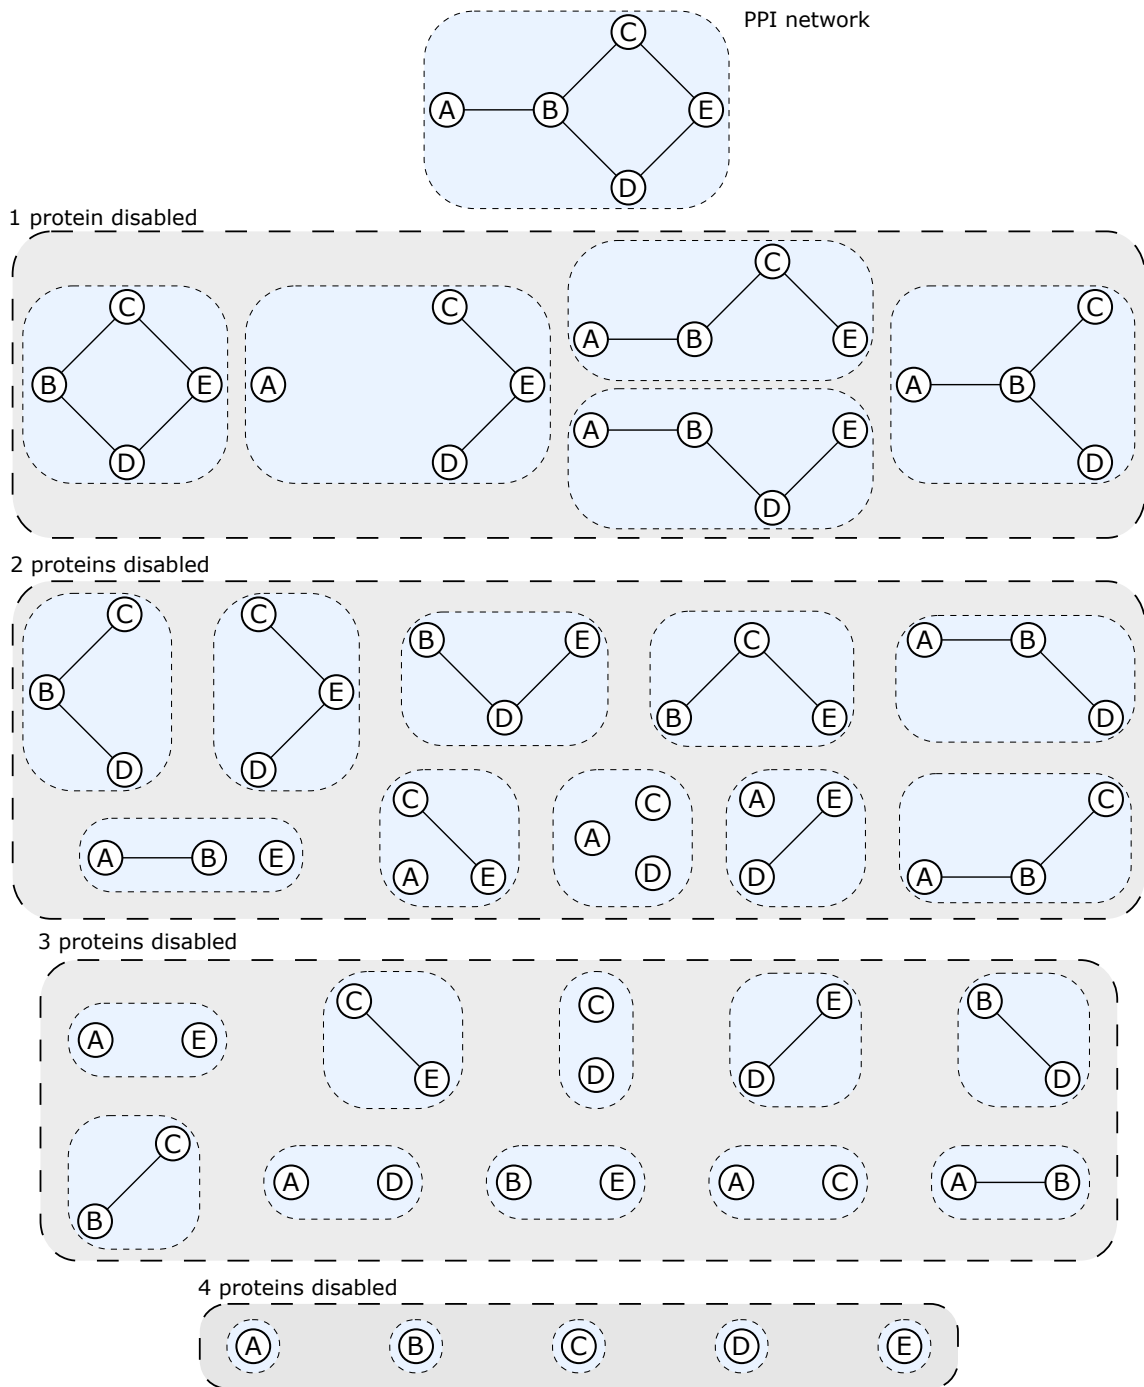 PPI network
C
A B E
D
1 protein disabled
C
B E
D
C
A E
D
C
A B E
A B E
D
C
A B
D
2 proteins disabled
C
B
D
C
E
D
B E
D
C
B E
A B
D
A B E
C
A E
C
A
D
A E
D
C
A B
3 proteins disabled
A E
C
E
C
D
E
D
B
D
C
B
A D
B E
A C
A B
4 proteins disabled
A B C D E